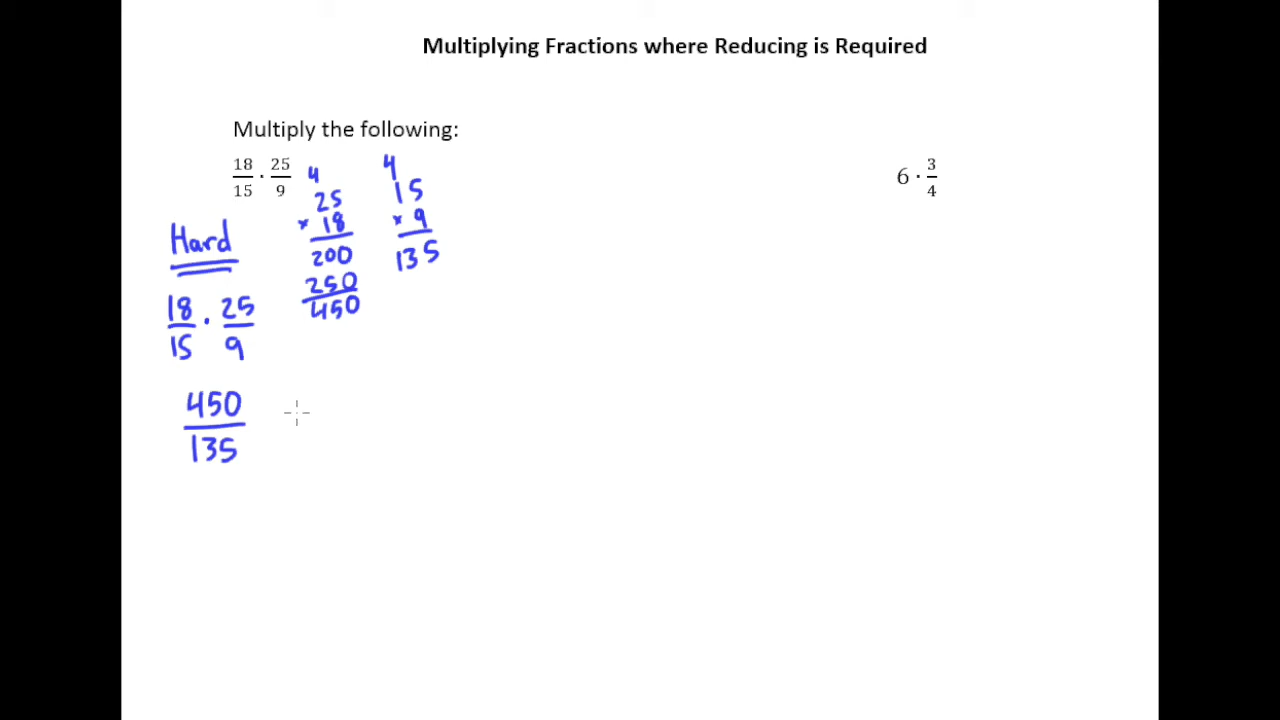 Multiplying Fractions where Reducing is Required
Multiply the following:
18/15 · 25/9
6 · 3/4
Hard
18/15 · 25/9
450/135
4
25
× 18
200
250
450
4
15
× 9
135